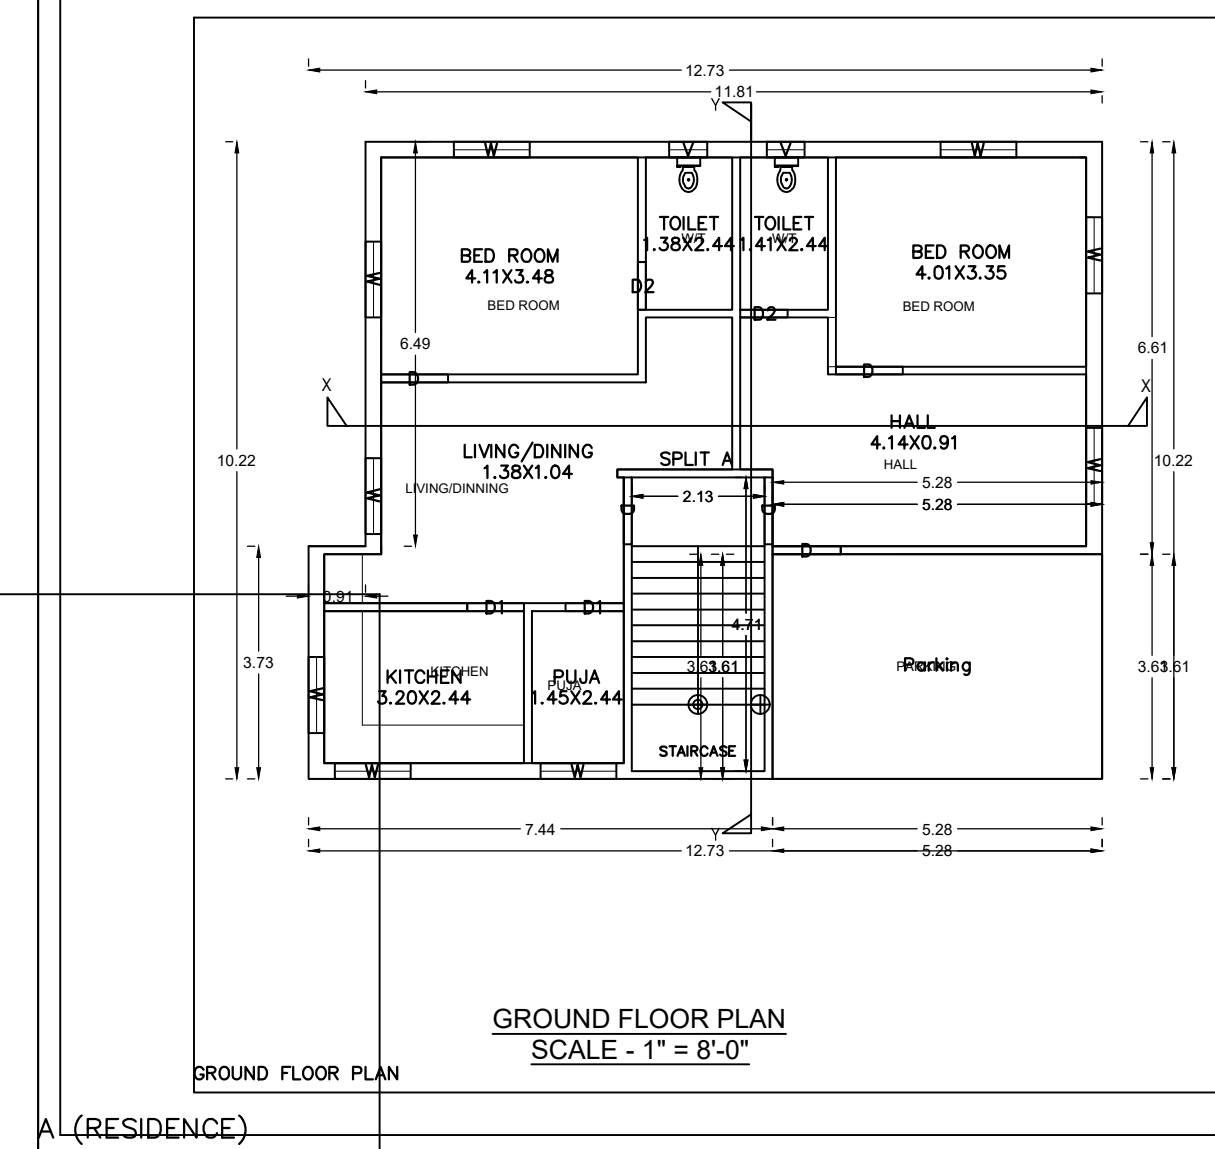 12.73
11.81
Y
W
V
V
W
TOILET
W/T
1.38X2.44
TOILET
W/T
1.41X2.44
BED ROOM
4.11X3.48
BED ROOM
BED ROOM
4.01X3.35
BED ROOM
W
W
D2
D2
6.49
6.61
D
D
X
X
HALL
4.14X0.91
HALL
LIVING/DINING
1.38X1.04
LIVING/DINNING
SPLIT A
10.22
10.22
W
W
5.28
2.13
5.28
D
D
D
0.91
D1
D1
4.71
3.73
KITCHEN
KITCHEN
3.20X2.44
PUJA
PUJA
1.45X2.44
3.61
3.61
Parking
PARKING
3.61
3.61
W
STAIRCASE
W
W
7.44
Y
5.28
12.73
5.28
GROUND FLOOR PLAN
SCALE - 1" = 8'-0"
GROUND FLOOR PLAN
A (RESIDENCE)